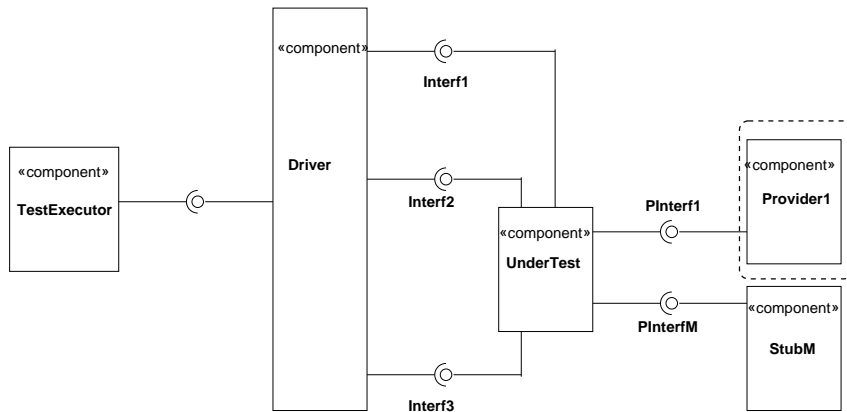 «component»
Interf1
«component»
TestExecutor
Driver
Interf2
«component»
UnderTest
PInterf1
«component»
Provider1
PInterfM
«component»
StubM
Interf3